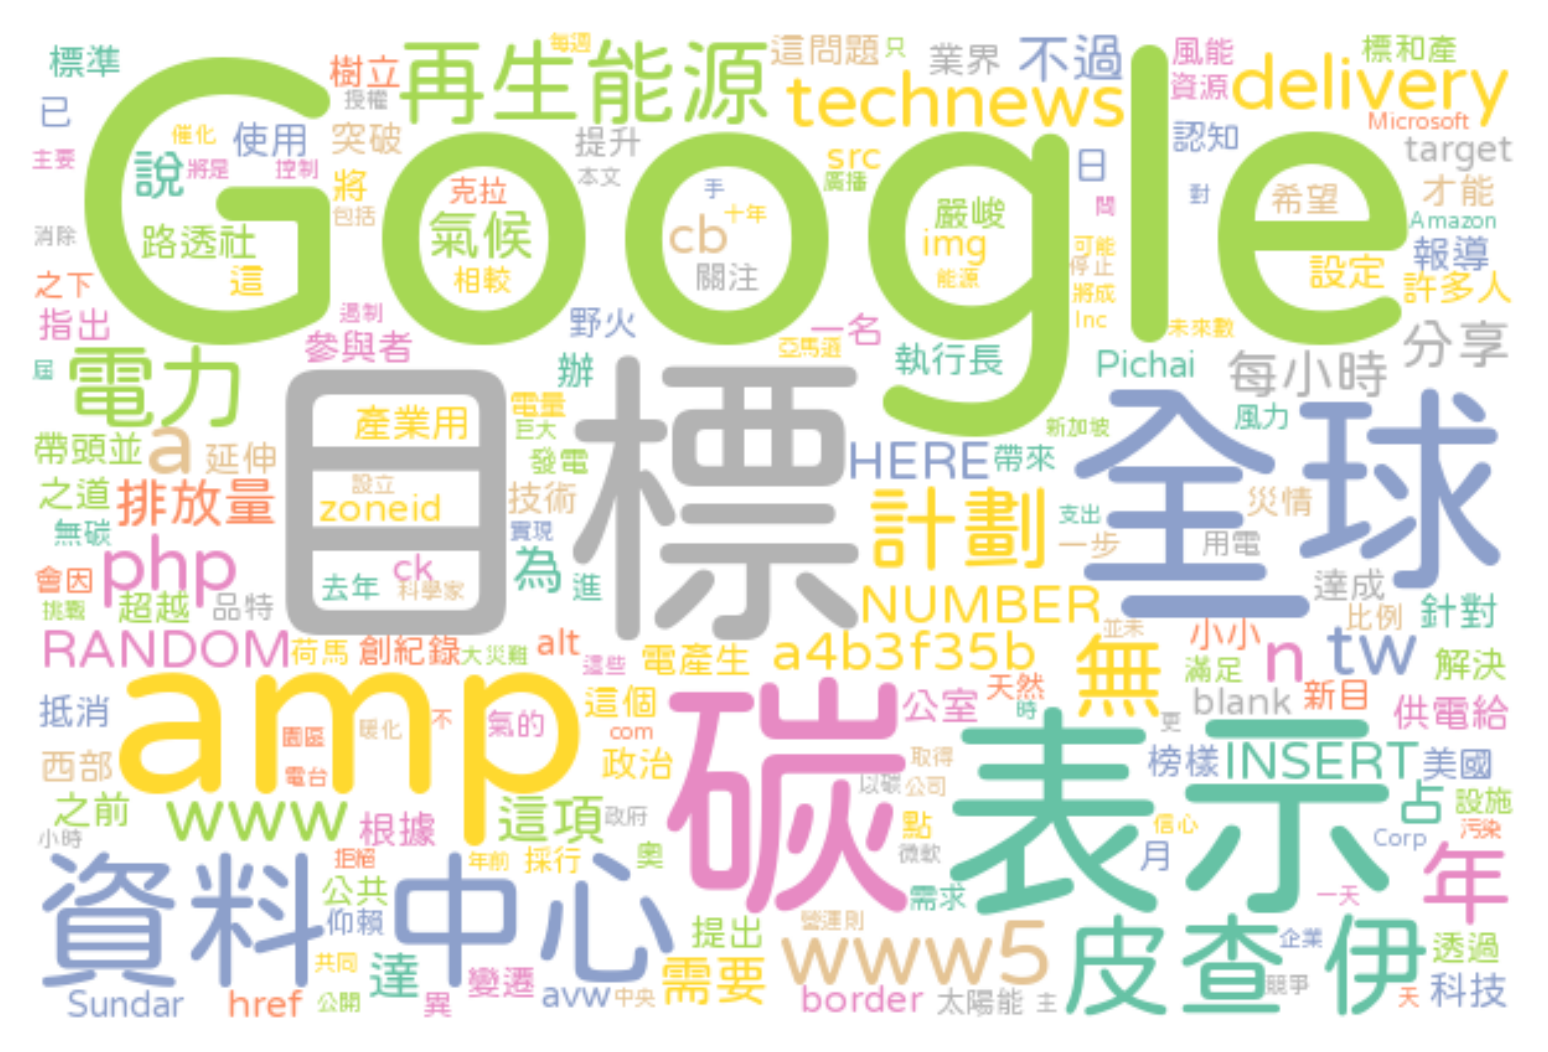 標準
樹立
每週
再生能源
這問題
只
業界
不過
風能
標和產
已
授權
technews
資源
delivery
催化
使用
突破
提升
Microsoft
主要
說
將是
控制
將
本文
src
廣播
日
認知
target
Google
克拉
手
十年
對
希望
才能
包括
氣候
嚴峻
問
Amazon
消除
路透社
cb
img
可能
報導
之下
這
相較
關注
能源
停止
將成
設定
許多人
指出
遏制
參與者
野火
一名
Inc
未來數
分享
屆
電力
辦
亞馬遜
執行長
Pichai
每小時
目標
產業用
電量
巨大
新加坡
風力
全球
帶頭並
a
延伸
發電
HERE
帶來
之道
排放量
設立
zoneid
技術
計劃
支出
災情
無碳
實現
一步
用電
會因
php
ck
去年
科學家
為
進
達成
挑戰
超越
品特
NUMBER
比例
針對
RANDOM
荷馬
創紀錄
大災難
alt
這些
電產生
a4b3f35b
並未
小小
n
tw
無
滿足
解決
抵消
amp
氣的
這個
碳
公室
天然
時
blank
新目
供電給
園區
暖化
不
com
更
西部
電台
政治
取得
表示
榜樣
INSERT
美國
之前
www
根據
這項
政府
以碳
公司
占
設施
小時
點
信心
Corp
污染
拒絕
年前
採行
奧
微軟
月
年
資料中心
公共
仰賴
需求
一天
提出
營運則
www5
皮查伊
企業
透過
共同
達
變遷
需要
競爭
Sundar
href
公開
異
avw
中央
border
太陽能
主
天
科技